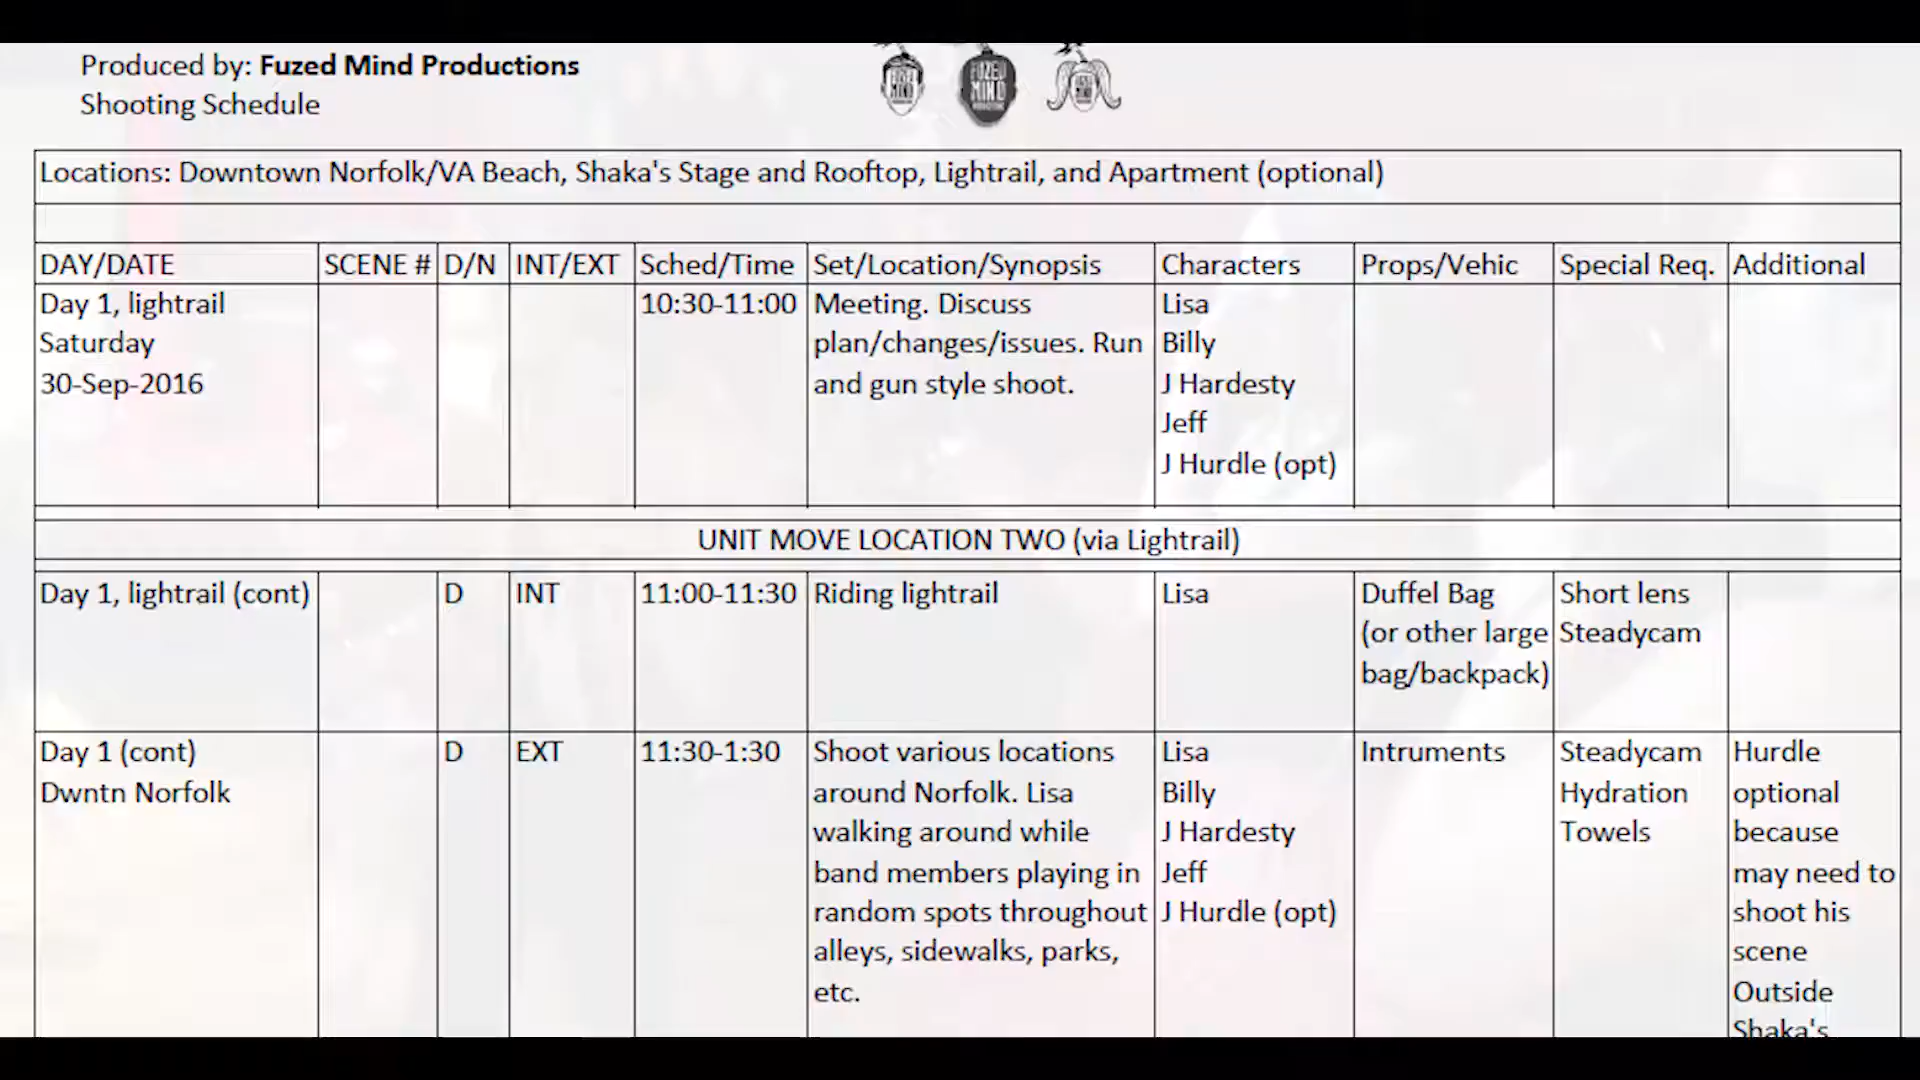 Produced by: Fuzed Mind Productions
Shooting Schedule
FUZED MIND
Locations: Downtown Norfolk/VA Beach, Shaka's Stage and Rooftop, Lightrail, and Apartment (optional)
DAY/DATE SCENE # D/N INT/EXT Sched/Time Set/Location/Synopsis Characters Props/Vehic Special Req. Additional
Day 1, lightrail 10:30-11:00 Meeting. Discuss Lisa
Saturday plan/changes/issues. Run Billy
30-Sep-2016 and gun style shoot. J Hardesty
Jeff
J Hurdle (opt)
UNIT MOVE LOCATION TWO (via Lightrail)
Day 1, lightrail (cont) D INT 11:00-11:30 Riding lightrail Lisa Duffel Bag Short lens
(or other large Steadycam
bag/backpack)
Day 1 (cont) D EXT 11:30-1:30 Shoot various locations Lisa Intruments Steadycam Hurdle
Dwntn Norfolk around Norfolk. Lisa Billy Hydration optional
walking around while J Hardesty Towels because
band members playing in Jeff may need to
random spots throughout J Hurdle (opt) shoot his
alleys, sidewalks, parks, scene
etc. Outside
Shaka's